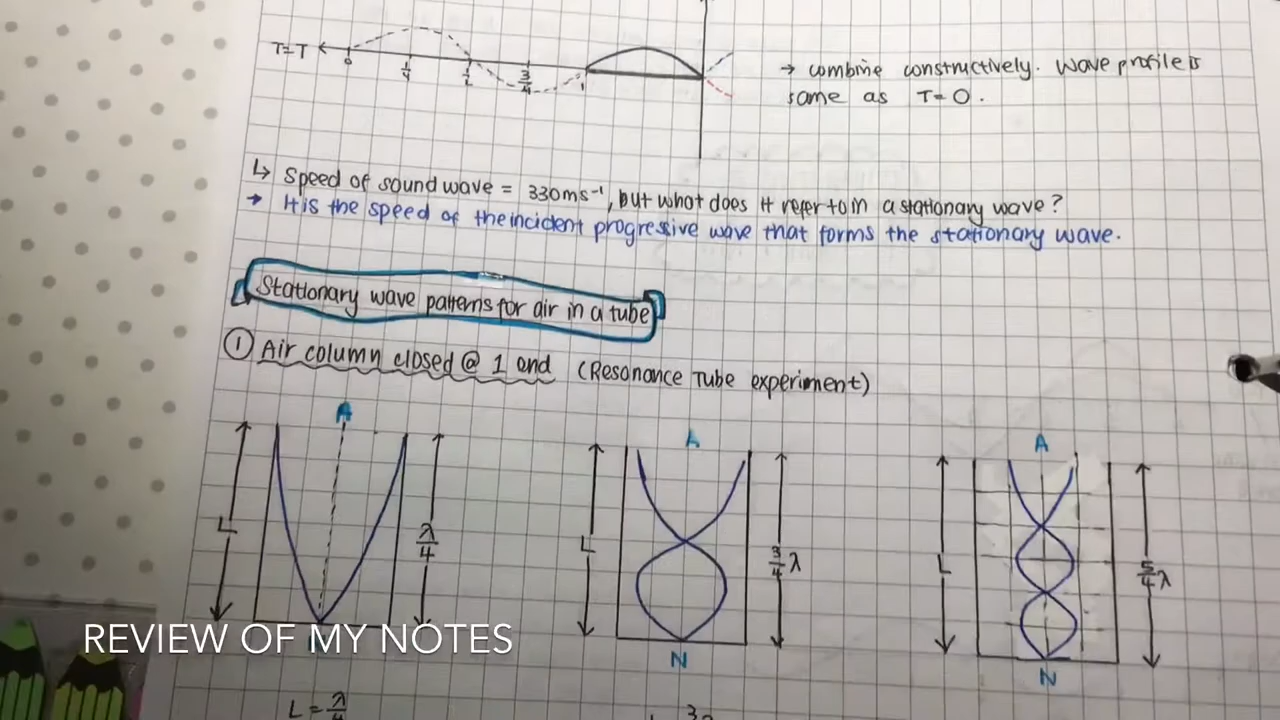 T=T
0
1/4
1/2
3/4
1
→ combine constructively. Wave profile is
same as T=0.
↳ Speed of sound wave = 330ms⁻¹, but what does it refer to in a stationary wave?
→ It is the speed of the incident progressive wave that forms the stationary wave.
Stationary wave patterns for air in a tube
① Air column closed @ 1 end (Resonance Tube experiment)
A
A
A
L
λ/4
L
3/4 λ
L
5/4 λ
N
N
REVIEW OF MY NOTES
L = λ/4